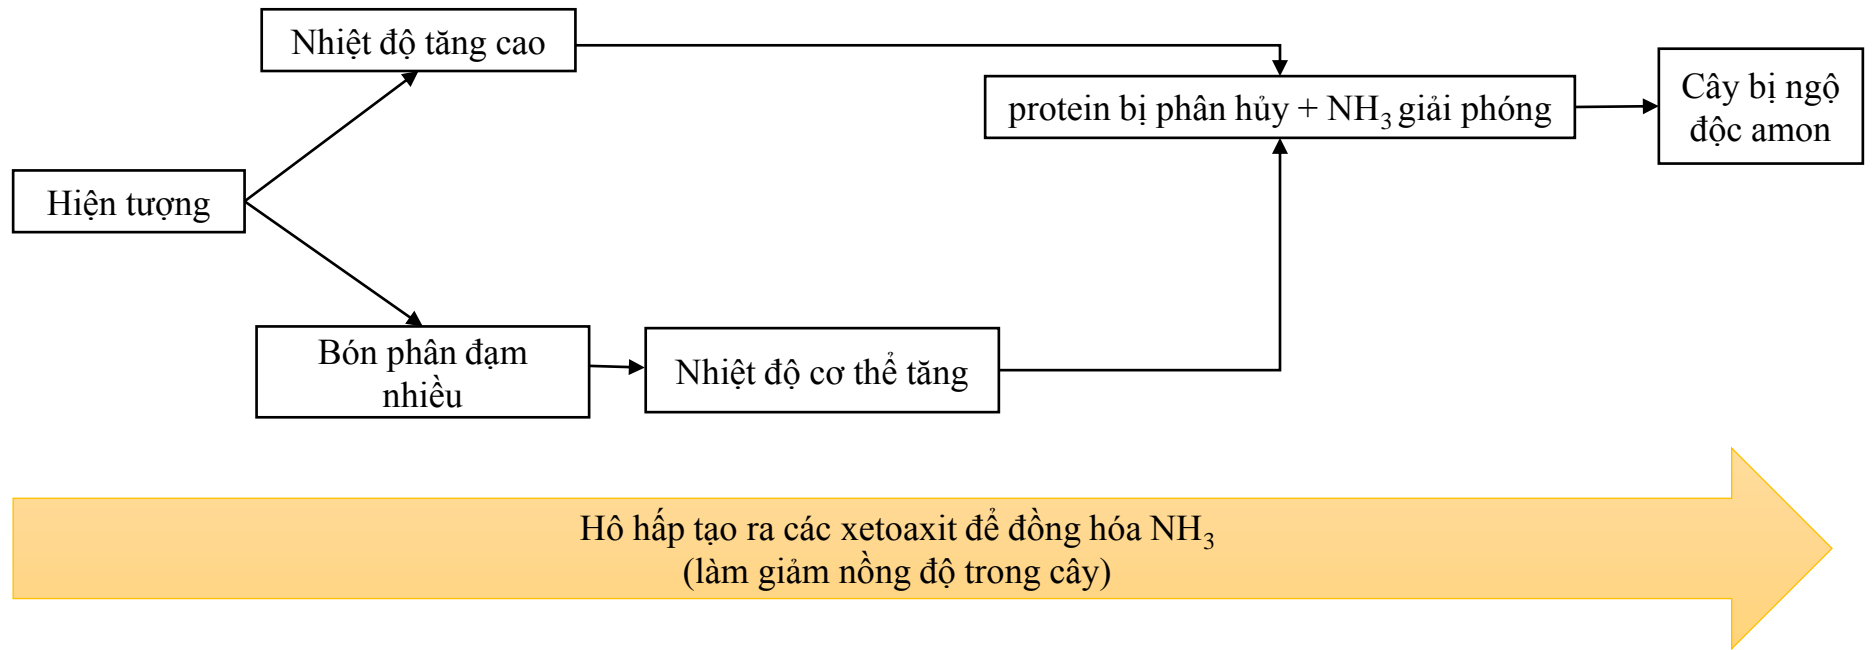 Nhiệt độ tăng cao
protein bị phân hủy + NH₃ giải phóng
Cây bị ngộ
độc amon
Hiện tượng
Bón phân đạm
nhiều
Nhiệt độ cơ thể tăng
Hô hấp tạo ra các xetoaxit để đồng hóa NH₃
(làm giảm nồng độ trong cây)